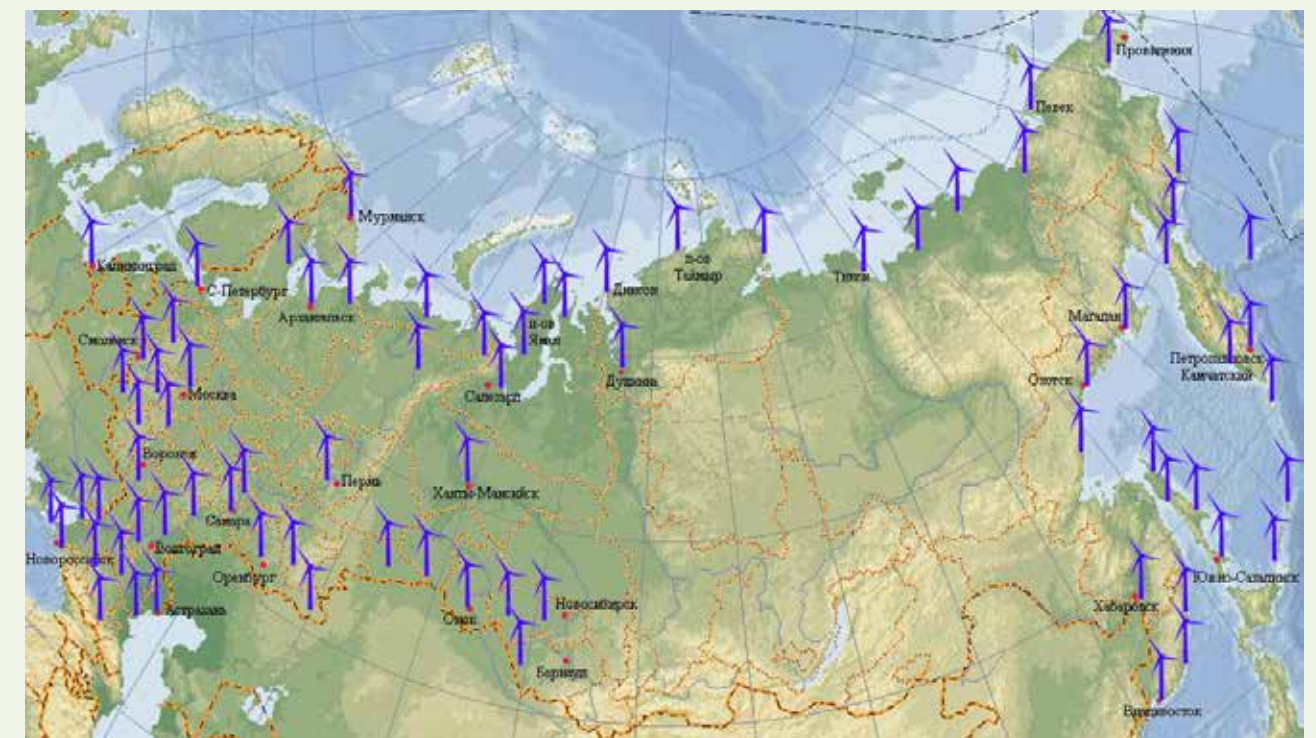 Провидения
Певек
Мурманск
Калининград
С-Петербург
Архангельск
п-ов
Таймыр
Тикси
Диксон
Магадан
Смоленск
п-ов
Ямал
Петропавловск
Камчатский
Охотск
Москва
Салехард
Воронеж
Пермь
Ханты-Мансийск
Самара
Новороссийск
Волгоград
Оренбург
Южно-Сахалинск
Астрахань
Омск
Новосибирск
Хабаровск
Барнаул
Владивосток